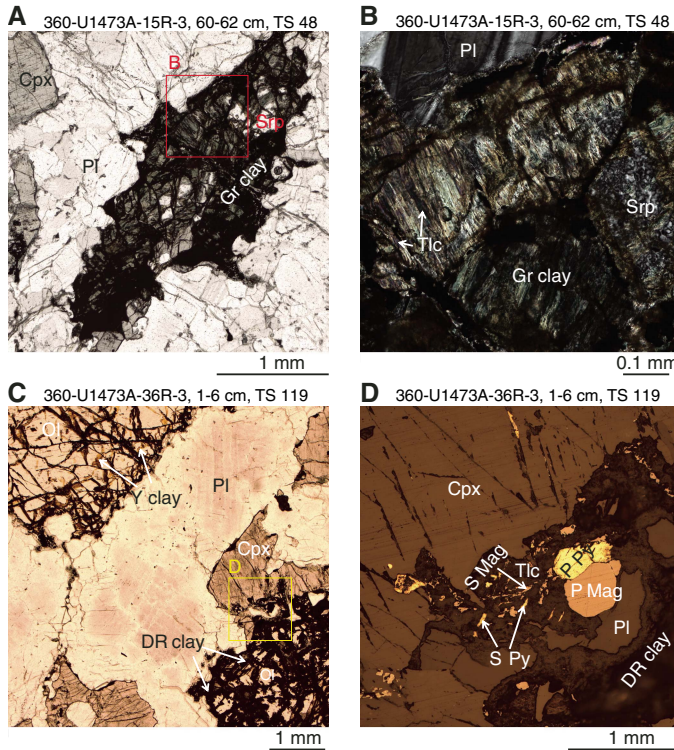 A 360-U1473A-15R-3, 60-62 cm, TS 48
Cpx
B
Srp
Pl
Gr clay
1 mm
B 360-U1473A-15R-3, 60-62 cm, TS 48
Pl
Srp
Tlc
Gr clay
0.1 mm
C 360-U1473A-36R-3, 1-6 cm, TS 119
Ol
Y clay
Pl
Cpx
D
DR clay
Ol
1 mm
D 360-U1473A-36R-3, 1-6 cm, TS 119
Cpx
S Mag
Tlc
P Py
P Mag
Pl
S Py
DR clay
1 mm